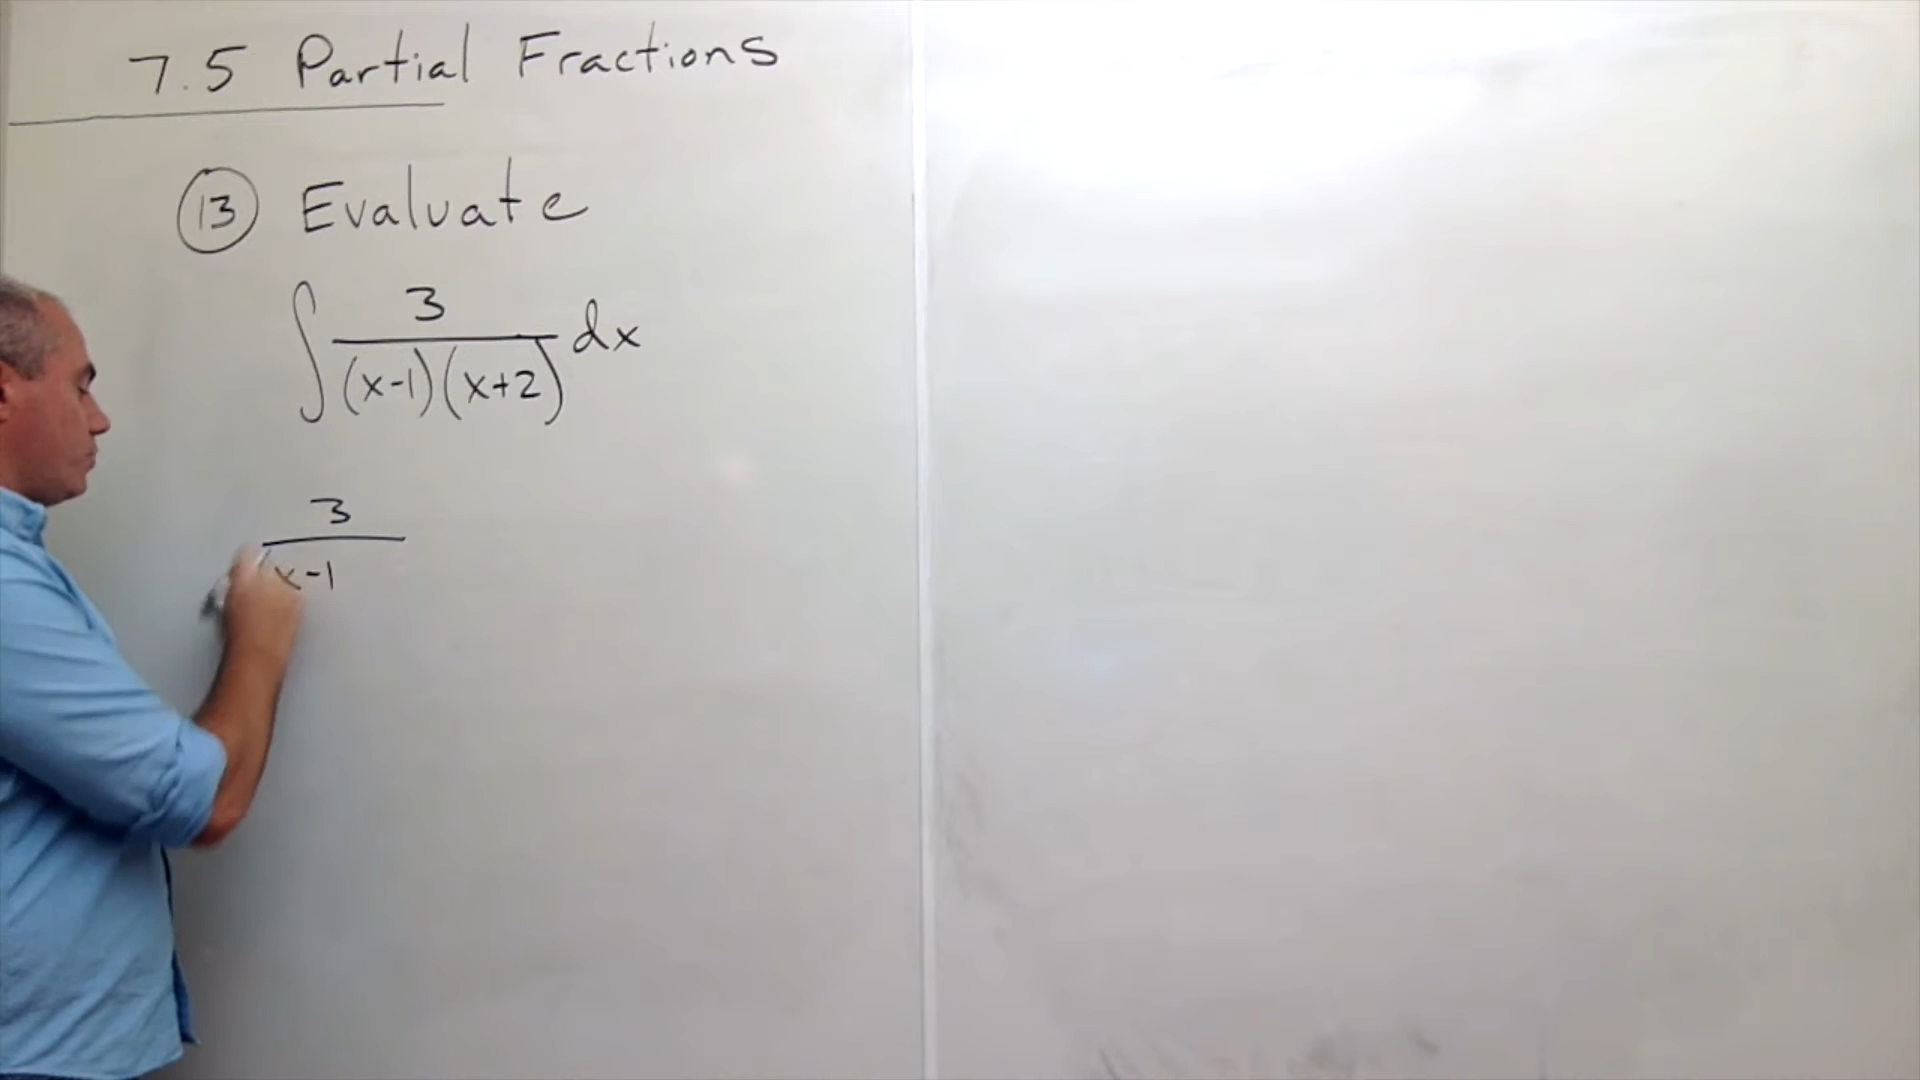 7.5 Partial Fractions
13 Evaluate
∫ 3/((x-1)(x+2)) dx
3
(x-1